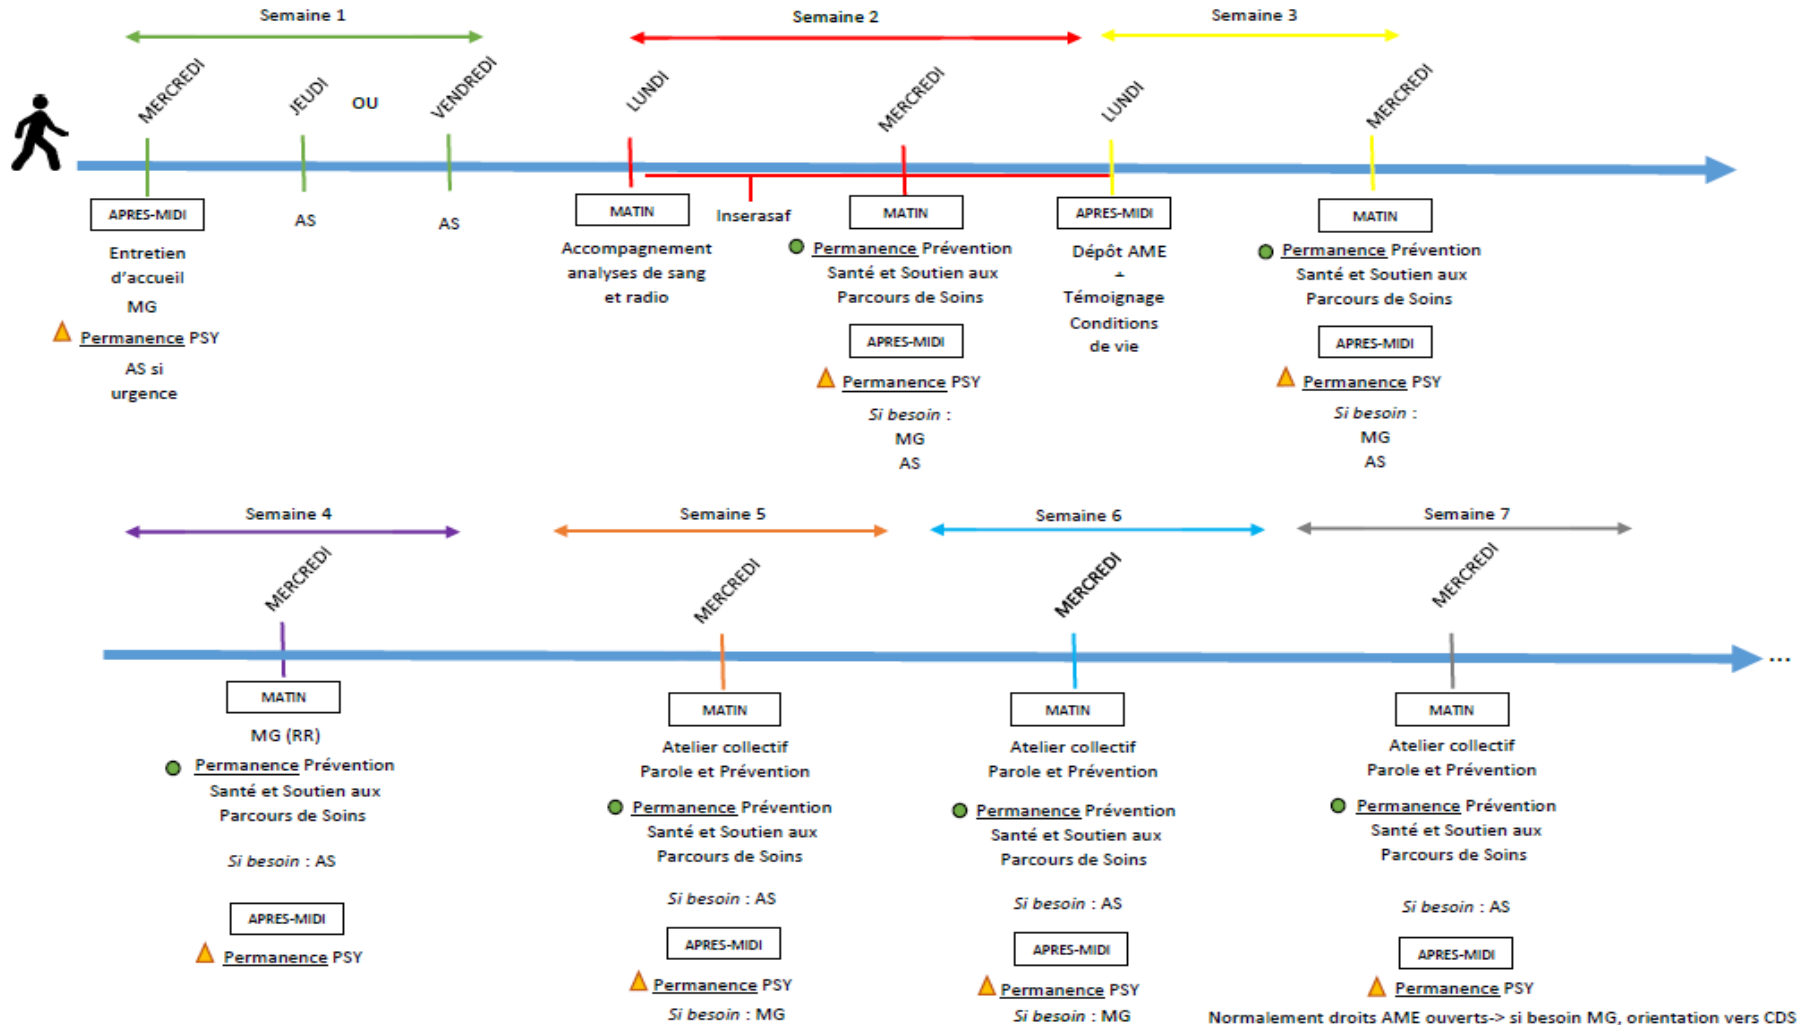 Semaine 1
Semaine 2
Semaine 3
MERCREDI
JEUDI
OU
VENDREDI
LUNDI
MERCREDI
LUNDI
MERCREDI
APRES-MIDI
Entretien
d'accueil
MG
Permanence PSY
AS si
urgence
AS
AS
MATIN
Accompagnement
analyses de sang
et radio
Inserasaf
MATIN
Permanence Prévention
Santé et Soutien aux
Parcours de Soins
APRES-MIDI
Permanence PSY
Si besoin :
MG
AS
APRES-MIDI
Dépôt AME
+
Témoignage
Conditions
de vie
MATIN
Permanence Prévention
Santé et Soutien aux
Parcours de Soins
APRES-MIDI
Permanence PSY
Si besoin :
MG
AS
Semaine 4
Semaine 5
Semaine 6
Semaine 7
MERCREDI
MERCREDI
MERCREDI
MERCREDI
...
MATIN
MG (RR)
Permanence Prévention
Santé et Soutien aux
Parcours de Soins
Si besoin : AS
APRES-MIDI
Permanence PSY
MATIN
Atelier collectif
Parole et Prévention
Permanence Prévention
Santé et Soutien aux
Parcours de Soins
Si besoin : AS
APRES-MIDI
Permanence PSY
Si besoin : MG
MATIN
Atelier collectif
Parole et Prévention
Permanence Prévention
Santé et Soutien aux
Parcours de Soins
Si besoin : AS
APRES-MIDI
Permanence PSY
Si besoin : MG
MATIN
Atelier collectif
Parole et Prévention
Permanence Prévention
Santé et Soutien aux
Parcours de Soins
Si besoin : AS
APRES-MIDI
Permanence PSY
Normalement droits AME ouverts-> si besoin MG, orientation vers CDS